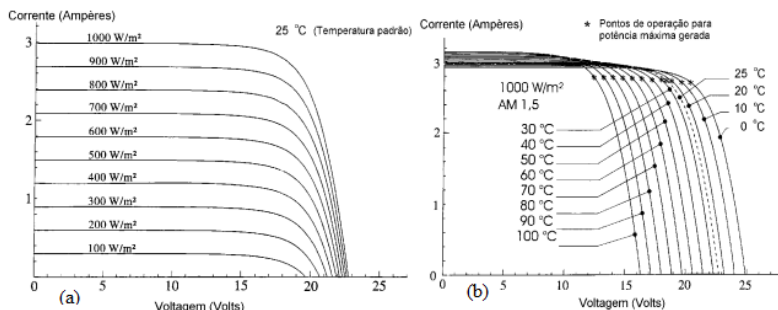 Corrente (Ampères)
25 °C (Temperatura padrão)
3
1000 W/m²
900 W/m²
800 W/m²
2
700 W/m²
600 W/m²
500 W/m²
1
400 W/m²
300 W/m²
200 W/m²
100 W/m²
0
0 5 10 15 20 25
(a)
Voltagem (Volts)
Corrente (Ampères)
* Pontos de operação para
potência máxima gerada
3
1000 W/m²
AM 1,5
25 °C
20 °C
10 °C
0 °C
2
30 °C
40 °C
50 °C
60 °C
70 °C
80 °C
90 °C
100 °C
1
0
0 5 10 15 20 25
Voltagem (Volts)
(b)